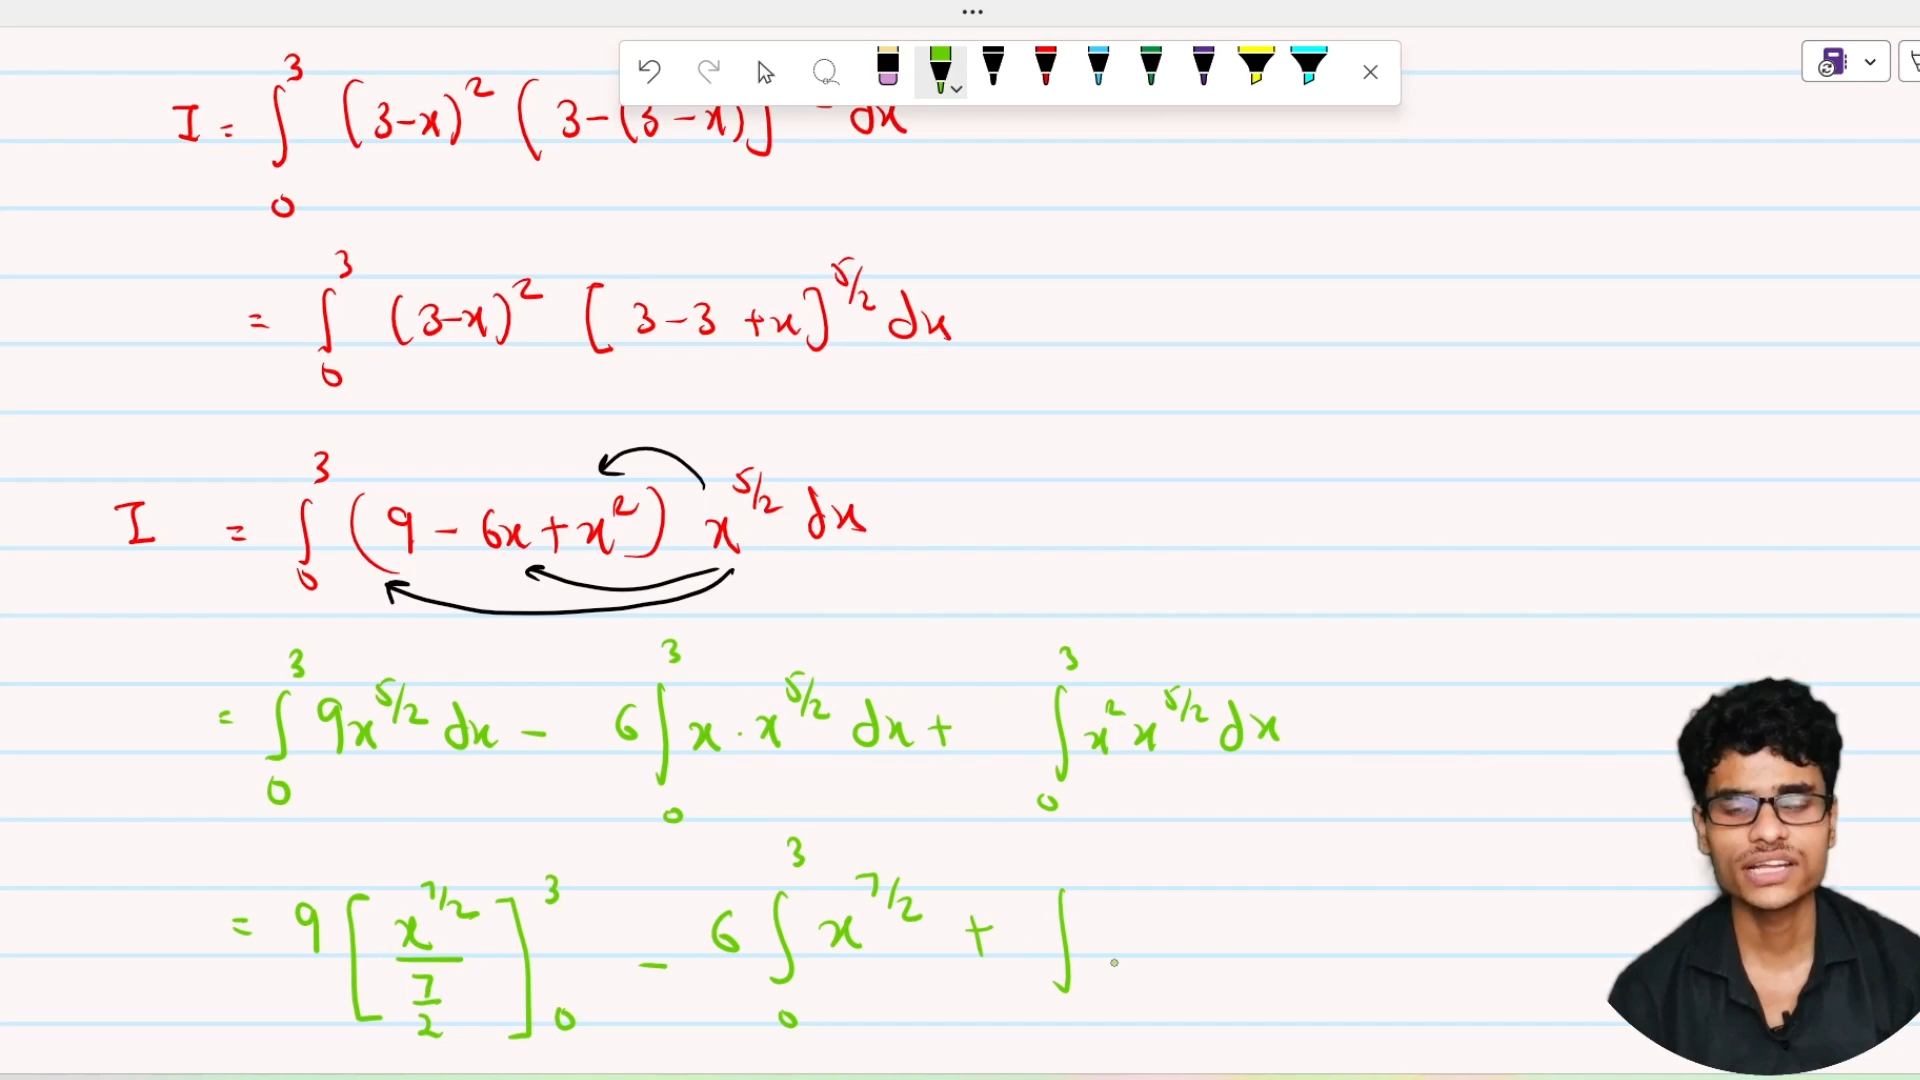 I = ∫₀³ (3-x)² (3-(3-x)] dx
= ∫₀³ (3-x)² [3-3+x]^5/2 dx
I = ∫₀³ (9-6x+x²) x^5/2 dx
= ∫₀³ 9x^5/2 dx - 6∫₀³ x·x^5/2 dx + ∫₀³ x² x^5/2 dx
= 9[x^7/2 / 7/2]₀³ - 6∫₀³ x^7/2 + ∫